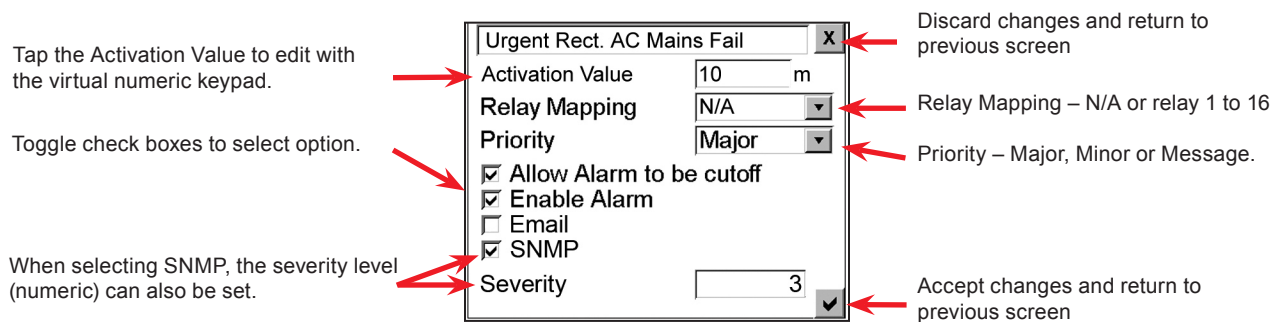 Tap the Activation Value to edit with
the virtual numeric keypad.
Toggle check boxes to select option.
When selecting SNMP, the severity level
(numeric) can also be set.
Urgent Rect. AC Mains Fail X
Activation Value 10 m
Relay Mapping N/A
Priority Major
Allow Alarm to be cutoff
Enable Alarm
Email
SNMP
Severity 3
Discard changes and return to
previous screen
Relay Mapping – N/A or relay 1 to 16
Priority – Major, Minor or Message.
Accept changes and return to
previous screen